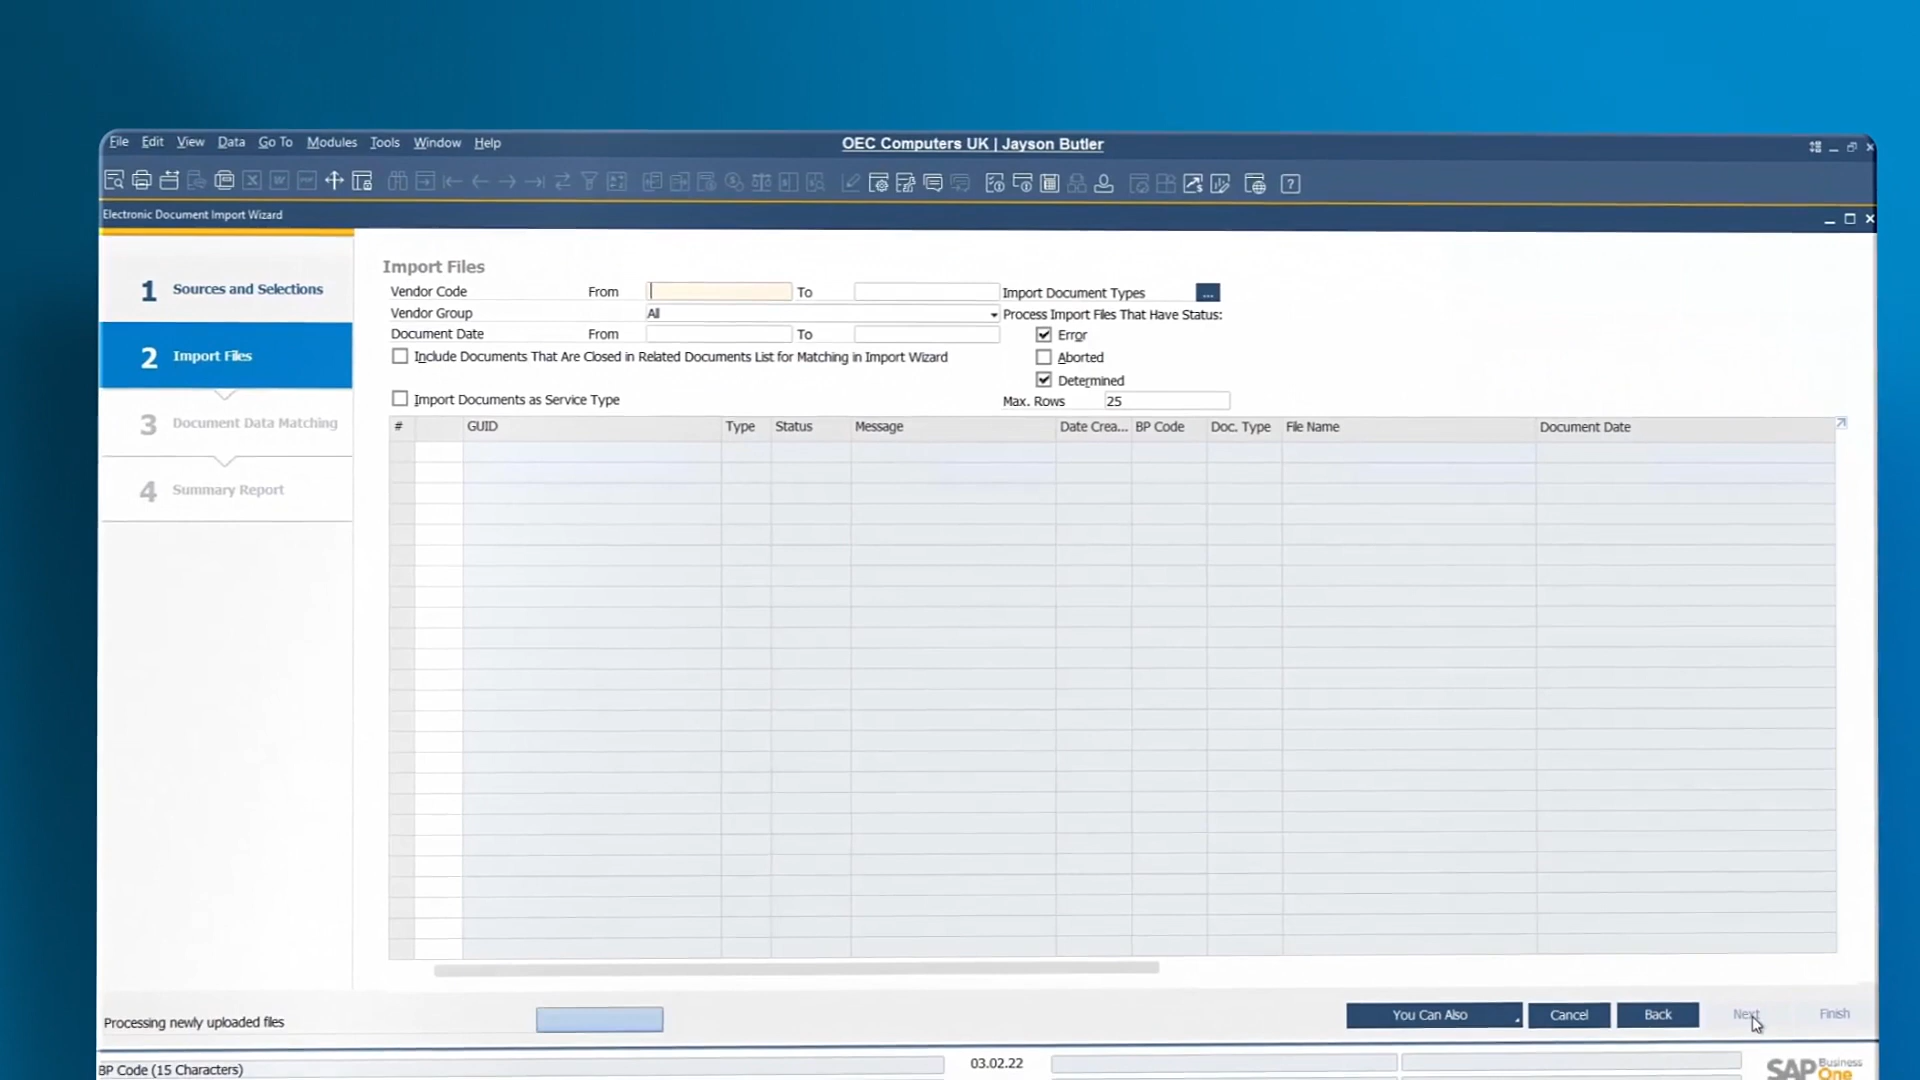 File Edit View Data Go To Modules Tools Window Help
OEC Computers UK | Jayson Butler
Electronic Document Import Wizard
1 Sources and Selections
2 Import Files
3 Document Data Matching
4 Summary Report
Import Files
Vendor Code From To Import Document Types ...
Vendor Group All Process Import Files That Have Status:
Document Date From To Error
Include Documents That Are Closed in Related Documents List for Matching in Import Wizard Aborted
Determined
Import Documents as Service Type Max. Rows 25
# GUID Type Status Message Date Crea... BP Code Doc. Type File Name Document Date
Processing newly uploaded files
You Can Also Cancel Back Next Finish
BP Code (15 Characters) 03.02.22
SAP Business One